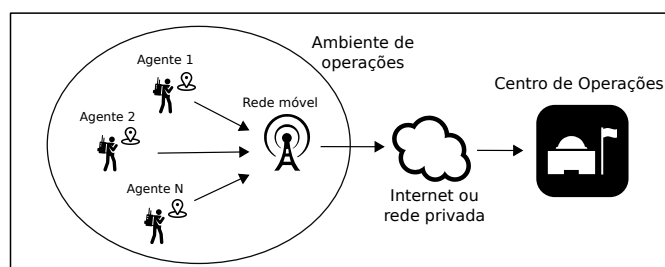 Ambiente de
operações
Agente 1
Agente 2
Agente N
Rede móvel
Internet ou
rede privada
Centro de Operações